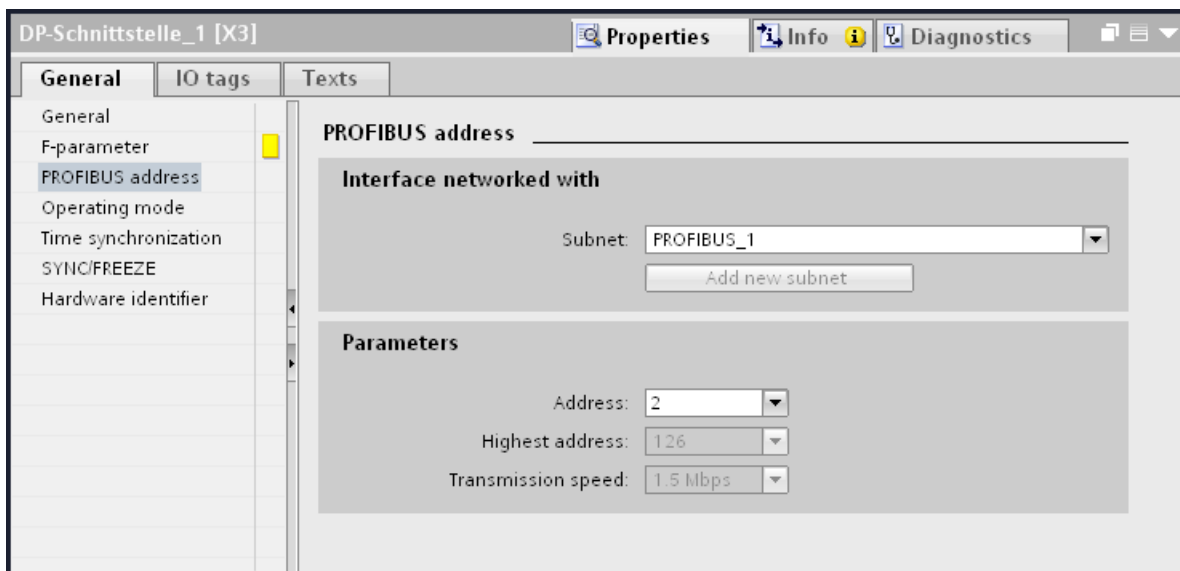 DP-Schnittstelle_1 [X3]
Properties
Info
Diagnostics
General
IO tags
Texts
General
F-parameter
PROFIBUS address
Operating mode
Time synchronization
SYNC/FREEZE
Hardware identifier
PROFIBUS address
Interface networked with
Subnet: PROFIBUS_1
Add new subnet
Parameters
Address: 2
Highest address: 126
Transmission speed: 1.5 Mbps